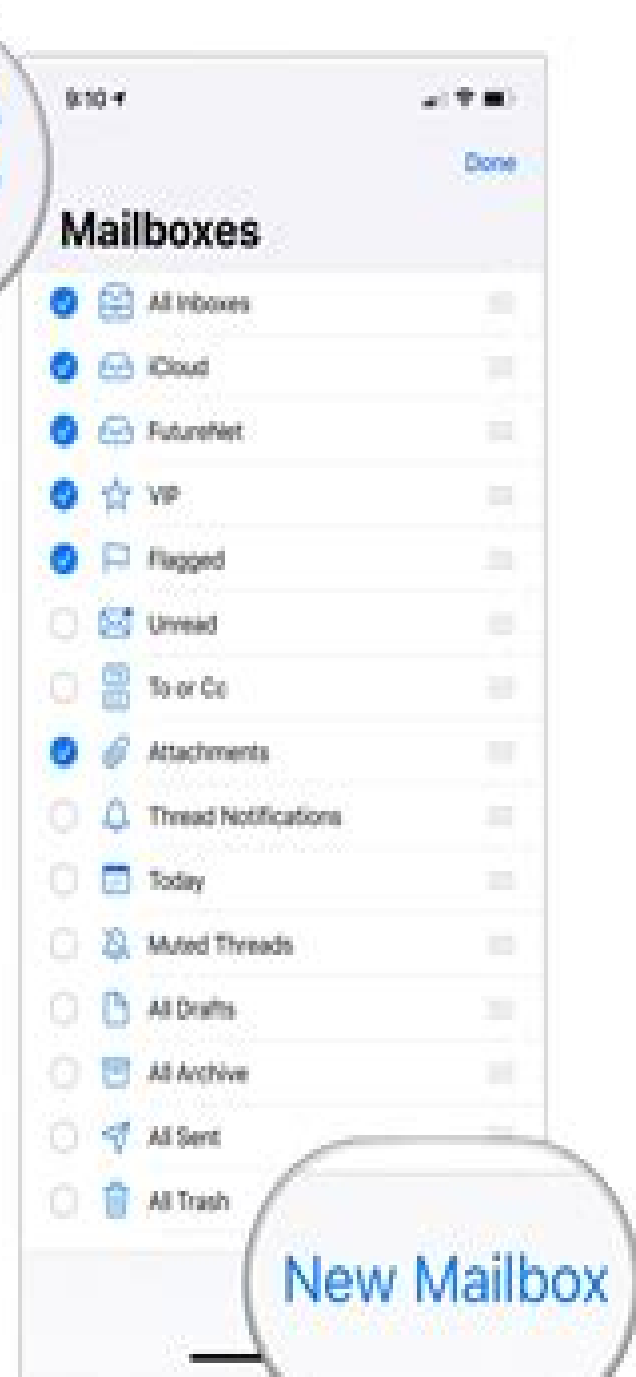 9:10
Done
Mailboxes
All Inboxes
iCloud
FutureNet
VIP
Flagged
Unread
To or Cc
Attachments
Thread Notifications
Today
Muted Threads
All Drafts
All Archive
All Sent
All Trash
New Mailbox